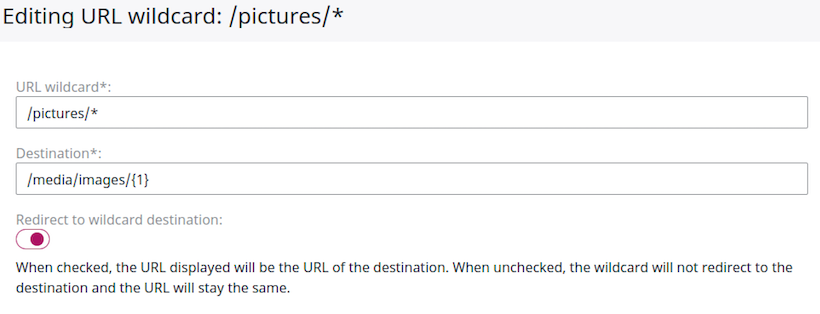 Editing URL wildcard: /pictures/*
URL wildcard*:
/pictures/*
Destination*:
/media/images/{1}
Redirect to wildcard destination:
When checked, the URL displayed will be the URL of the destination. When unchecked, the wildcard will not redirect to the
destination and the URL will stay the same.